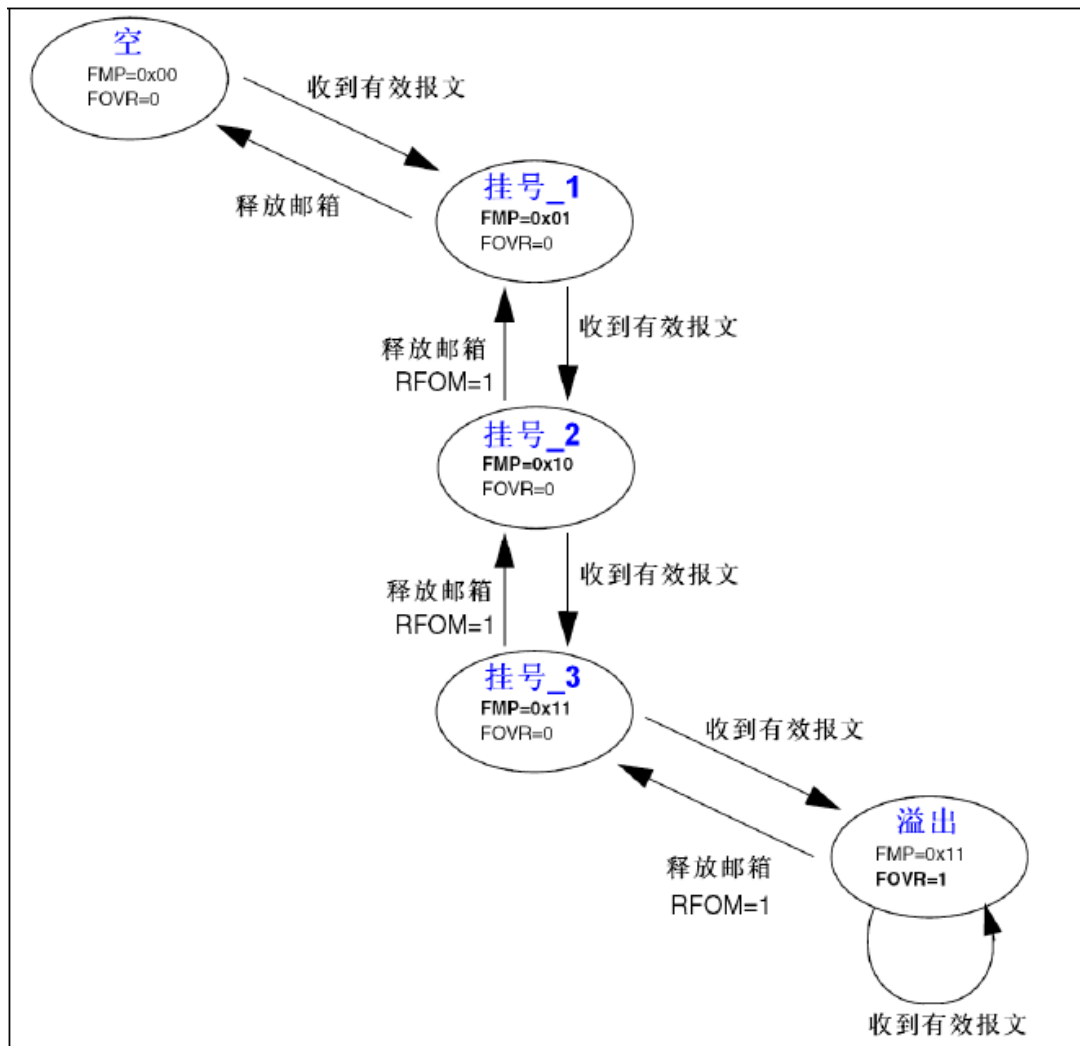 空
FMP=0x00
FOVR=0
收到有效报文
释放邮箱
挂号_1
FMP=0x01
FOVR=0
收到有效报文
释放邮箱
RFOM=1
挂号_2
FMP=0x10
FOVR=0
收到有效报文
释放邮箱
RFOM=1
挂号_3
FMP=0x11
FOVR=0
收到有效报文
溢出
FMP=0x11
FOVR=1
释放邮箱
RFOM=1
收到有效报文